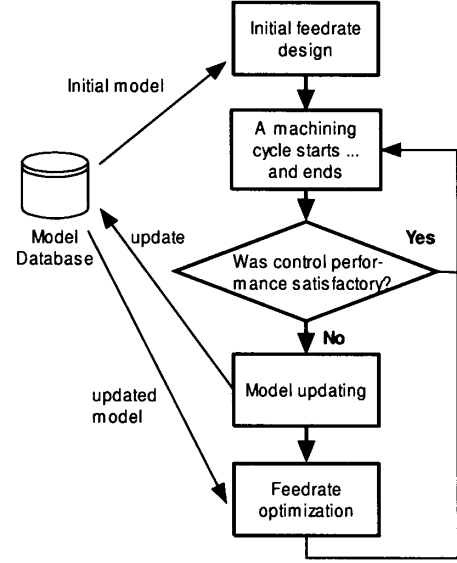 Initial feedrate
design
Initial model
A machining
cycle starts ...
and ends
Model
Database
update
Yes
Was control perfor-
mance satisfactory?
No
Model updating
updated
model
Feedrate
optimization